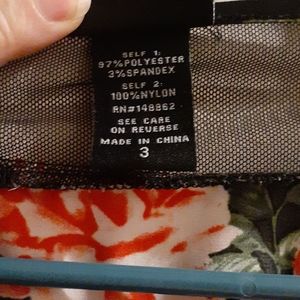 SELF 1:
97%POLYESTER
3%SPANDEX
SELF 2:
100%NYLON
RN#148862
SEE CARE
ON REVERSE
MADE IN CHINA
3